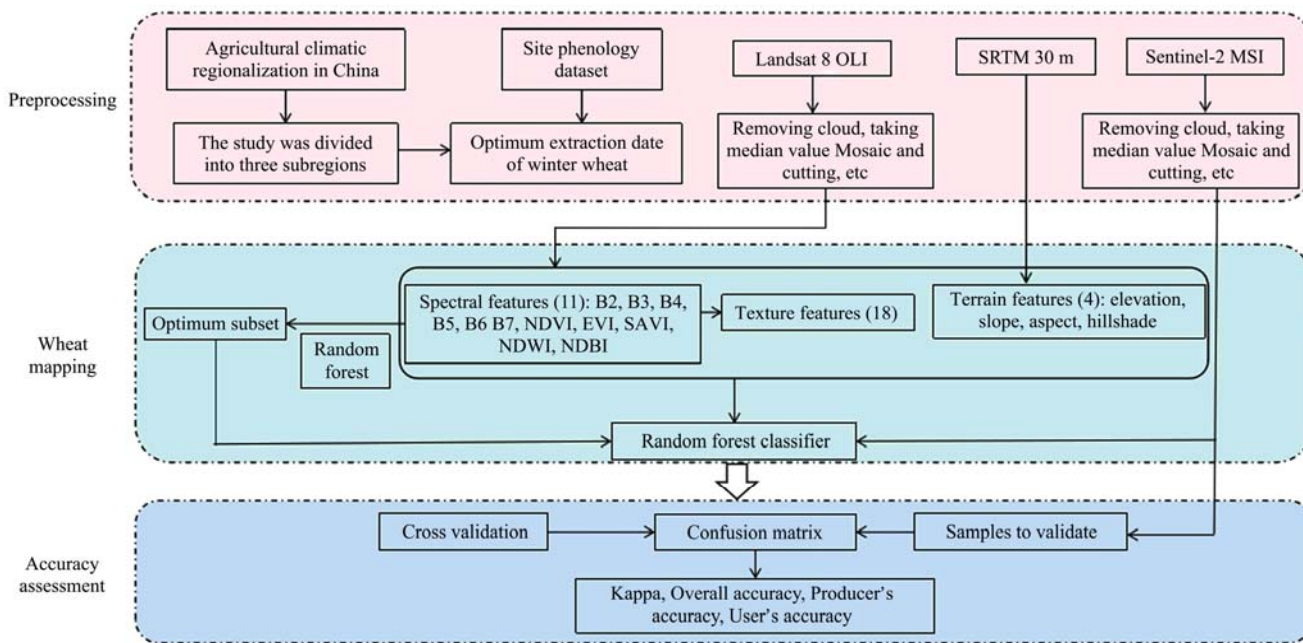 Preprocessing
Agricultural climatic
regionalization in China
Site phenology
dataset
Landsat 8 OLI
SRTM 30 m
Sentinel-2 MSI
The study was divided
into three subregions
Optimum extraction date
of winter wheat
Removing cloud, taking
median value Mosaic and
cutting, etc
Removing cloud, taking
median value Mosaic and
cutting, etc
Wheat
mapping
Optimum subset
Random
forest
Spectral features (11): B2, B3, B4,
B5, B6 B7, NDVI, EVI, SAVI,
NDWI, NDBI
Texture features (18)
Terrain features (4): elevation,
slope, aspect, hillshade
Random forest classifier
Accuracy
assessment
Cross validation
Confusion matrix
Samples to validate
Kappa, Overall accuracy, Producer's
accuracy, User's accuracy